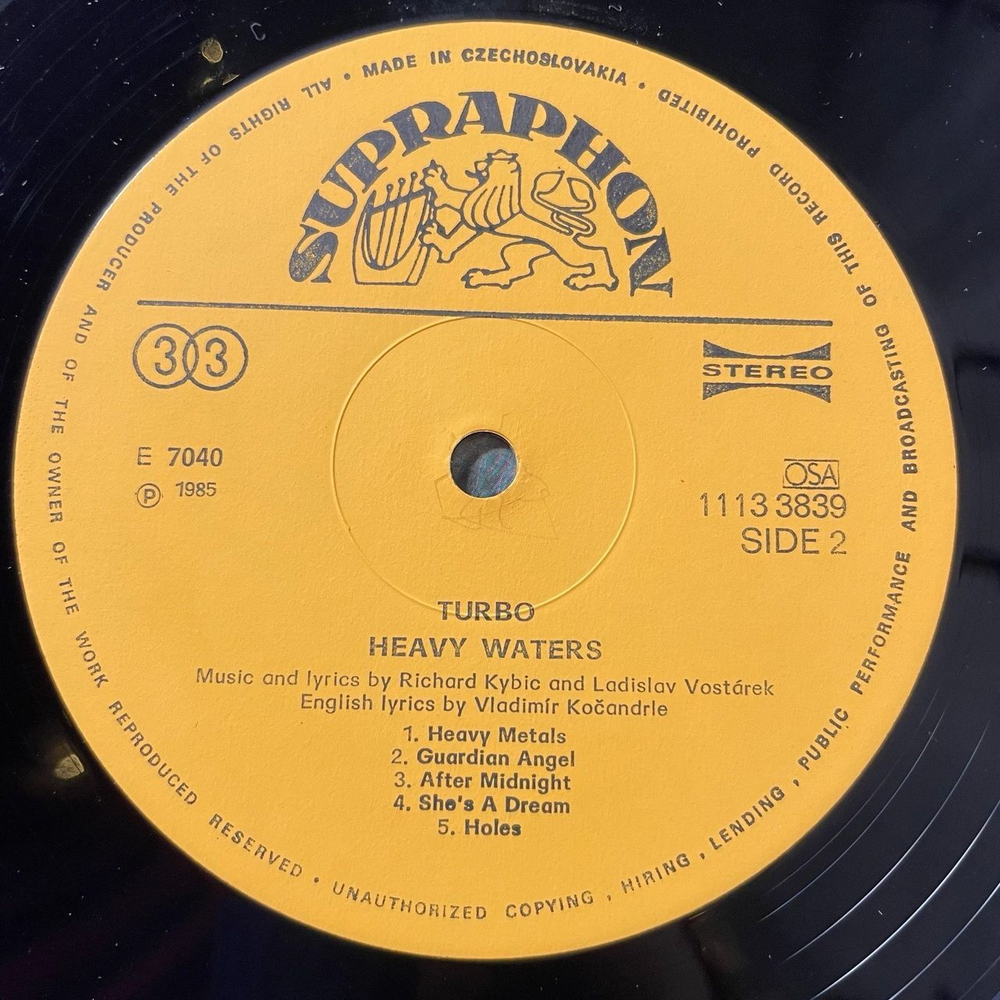 MADE IN CZECHOSLOVAKIA • ALL RIGHTS OF THE PRODUCER AND OF THE OWNER OF THE WORK REPRODUCED RESERVED • UNAUTHORIZED COPYING, HIRING, LENDING, PUBLIC PERFORMANCE AND BROADCASTING OF THIS RECORD PROHIBITED •
SUPRAPHON
33
STEREO
E 7040
℗ 1985
OSA
1113 3839
SIDE 2
TURBO
HEAVY WATERS
Music and lyrics by Richard Kybic and Ladislav Vostárek
English lyrics by Vladimír Kočandrle
1. Heavy Metals
2. Guardian Angel
3. After Midnight
4. She's A Dream
5. Holes